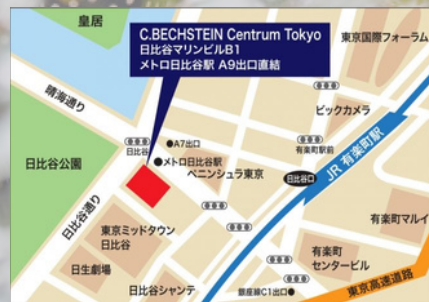 皇居
C.BECHSTEIN Centrum Tokyo
日比谷マリンビルB1
メトロ日比谷駅 A9出口直結
東京国際フォーラム
晴海通り
ビックカメラ
日比谷
●A7出口
有楽町駅前
JR 有楽町駅
日比谷公園
●メトロ日比谷駅
ペニンシュラ東京
日比谷口
日比谷通り
東京ミッドタウン
日比谷
有楽町マルイ
日生劇場
有楽町
センタービル
日比谷シャンテ
銀座線C1出口●
東京高速道路